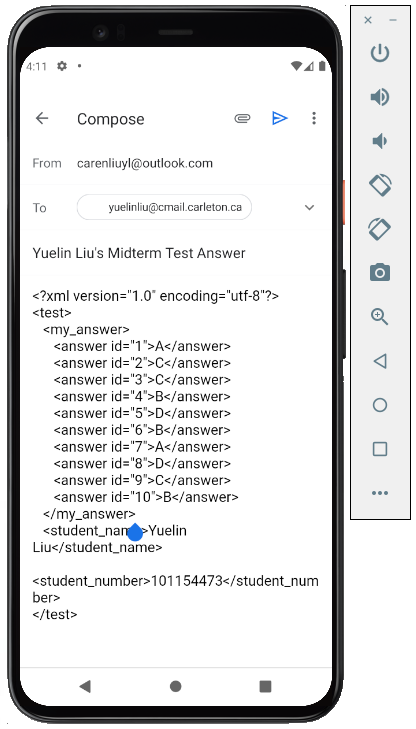 4:11
Compose
From carenliuyl@outlook.com
To yuelinliu@cmail.carleton.ca
Yuelin Liu's Midterm Test Answer
<?xml version="1.0" encoding="utf-8"?>
<test>
<my_answer>
<answer id="1">A</answer>
<answer id="2">C</answer>
<answer id="3">C</answer>
<answer id="4">B</answer>
<answer id="5">D</answer>
<answer id="6">B</answer>
<answer id="7">A</answer>
<answer id="8">D</answer>
<answer id="9">C</answer>
<answer id="10">B</answer>
</my_answer>
<student_name>Yuelin
Liu</student_name>
<student_number>101154473</student_num
ber>
</test>